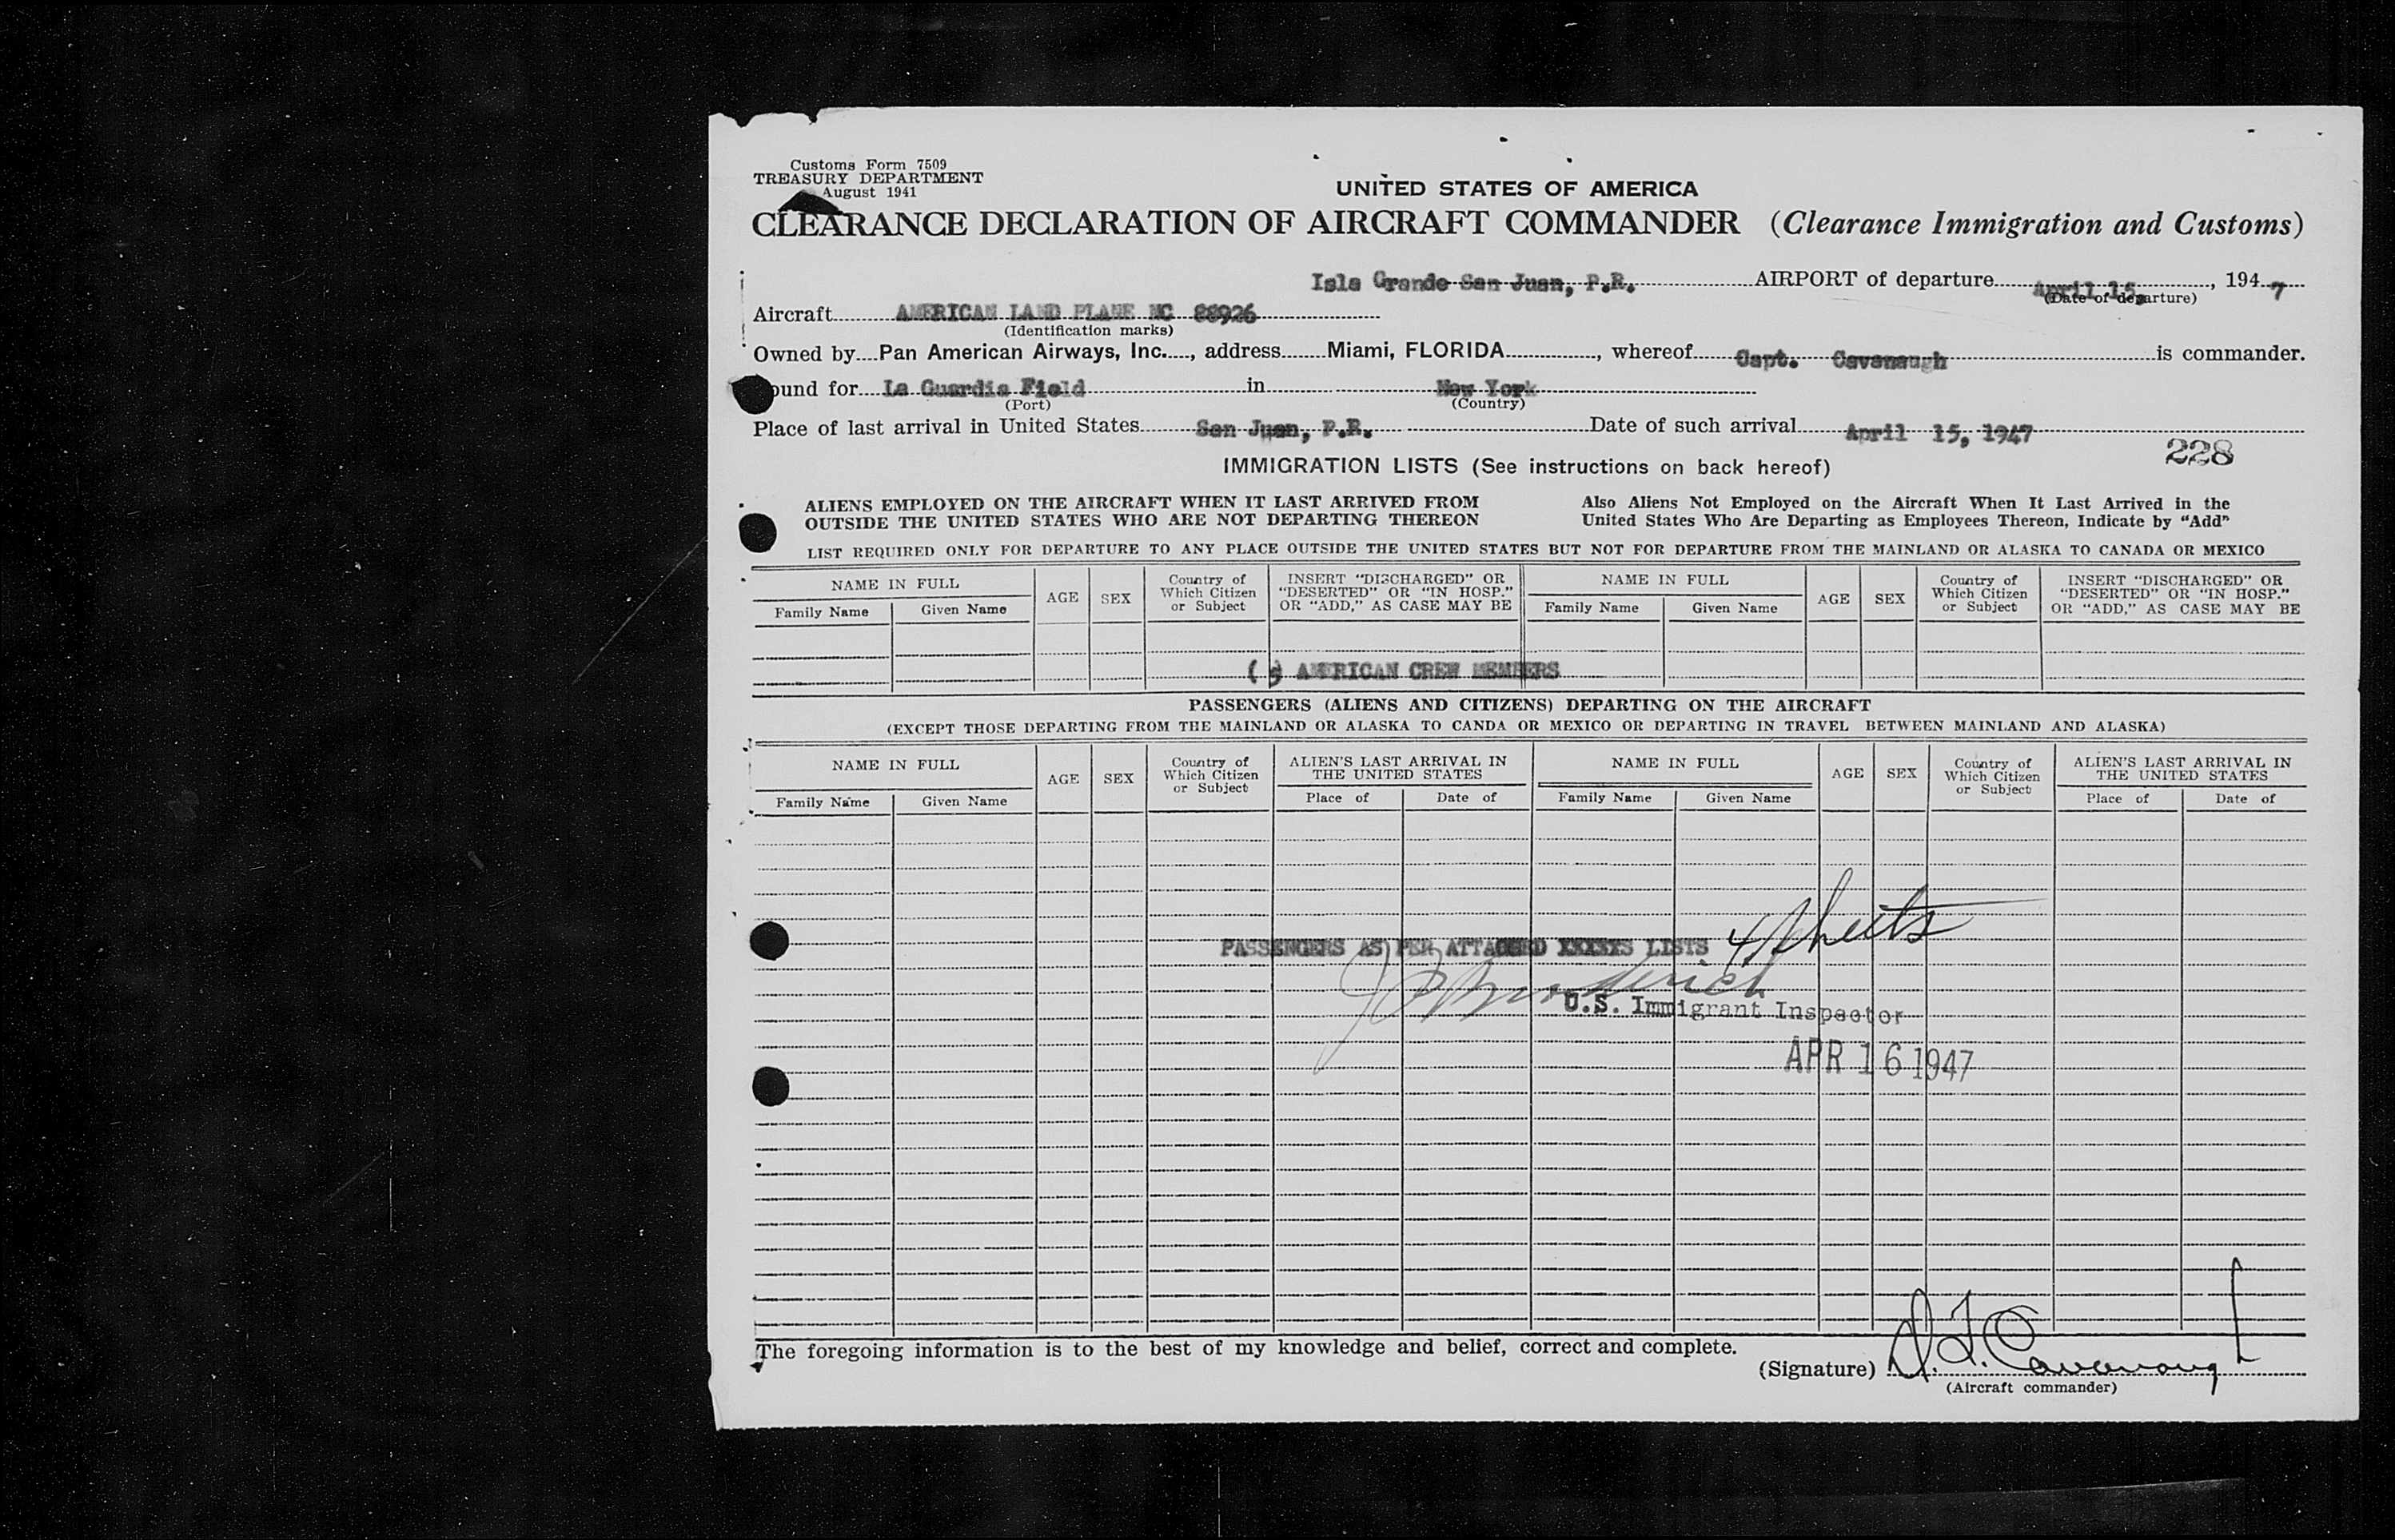 Customs Form 7509
TREASURY DEPARTMENT
August 1941
UNITED STATES OF AMERICA
CLEARANCE DECLARATION OF AIRCRAFT COMMANDER (Clearance Immigration and Customs)
Isla Grande San Juan, P.R. AIRPORT of departure April 15, 1947
(Date of departure)
Aircraft AMERICAN LAND PLANE NC 88926
(Identification marks)
Owned by Pan American Airways, Inc., address Miami, FLORIDA, whereof Capt. Cavanaugh is commander.
ound for La Guardia Field in New York
(Port) (Country)
Place of last arrival in United States San Juan, P.R. Date of such arrival April 15, 1947
228
IMMIGRATION LISTS (See instructions on back hereof)
ALIENS EMPLOYED ON THE AIRCRAFT WHEN IT LAST ARRIVED FROM OUTSIDE THE UNITED STATES WHO ARE NOT DEPARTING THEREON
Also Aliens Not Employed on the Aircraft When It Last Arrived in the United States Who Are Departing as Employees Thereon, Indicate by "Add"
LIST REQUIRED ONLY FOR DEPARTURE TO ANY PLACE OUTSIDE THE UNITED STATES BUT NOT FOR DEPARTURE FROM THE MAINLAND OR ALASKA TO CANADA OR MEXICO
NAME IN FULL AGE SEX Country of Which Citizen or Subject INSERT "DISCHARGED" OR "DESERTED" OR "IN HOSP." OR "ADD," AS CASE MAY BE NAME IN FULL AGE SEX Country of Which Citizen or Subject INSERT "DISCHARGED" OR "DESERTED" OR "IN HOSP." OR "ADD," AS CASE MAY BE
Family Name Given Name Family Name Given Name
AMERICAN CREW MEMBERS
PASSENGERS (ALIENS AND CITIZENS) DEPARTING ON THE AIRCRAFT
(EXCEPT THOSE DEPARTING FROM THE MAINLAND OR ALASKA TO CANDA OR MEXICO OR DEPARTING IN TRAVEL BETWEEN MAINLAND AND ALASKA)
NAME IN FULL AGE SEX Country of Which Citizen or Subject ALIEN'S LAST ARRIVAL IN THE UNITED STATES NAME IN FULL AGE SEX Country of Which Citizen or Subject ALIEN'S LAST ARRIVAL IN THE UNITED STATES
Family Name Given Name Place of Date of Family Name Given Name Place of Date of
PASSENGERS AS PER ATTACHED XXXXXS LISTS 4 sheets
U.S. Immigrant Inspector
APR 16 1947
The foregoing information is to the best of my knowledge and belief, correct and complete.
(Signature) D. F. Cavanaugh
(Aircraft commander)